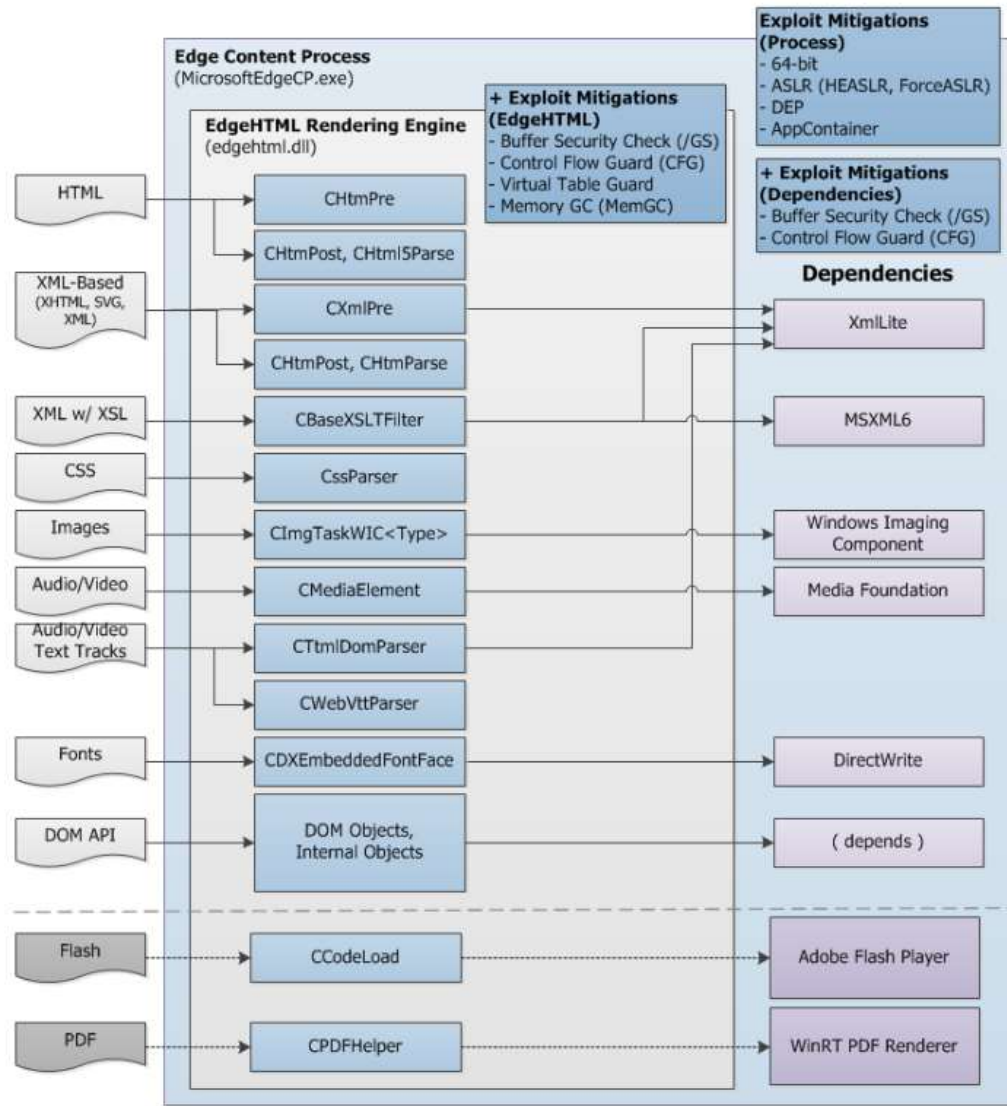 Exploit Mitigations
(Process)
- 64-bit
- ASLR (HEASLR, ForceASLR)
- DEP
- AppContainer
Edge Content Process
(MicrosoftEdgeCP.exe)
+ Exploit Mitigations
(EdgeHTML)
- Buffer Security Check (/GS)
- Control Flow Guard (CFG)
- Virtual Table Guard
- Memory GC (MemGC)
EdgeHTML Rendering Engine
(edgehtml.dll)
+ Exploit Mitigations
(Dependencies)
- Buffer Security Check (/GS)
- Control Flow Guard (CFG)
Dependencies
HTML
CHtmPre
CHtmPost, CHtml5Parse
XML-Based
(XHTML, SVG,
XML)
CXmlPre
XmlLite
CHtmPost, CHtmParse
XML w/ XSL
CBaseXSLTFilter
MSXML6
CSS
CssParser
Images
CImgTaskWIC<Type>
Windows Imaging
Component
Audio/Video
CMediaElement
Media Foundation
Audio/Video
Text Tracks
CTtmlDomParser
CWebVttParser
Fonts
CDXEmbeddedFontFace
DirectWrite
DOM API
DOM Objects,
Internal Objects
( depends )
Flash
CCodeLoad
Adobe Flash Player
PDF
CPDFHelper
WinRT PDF Renderer